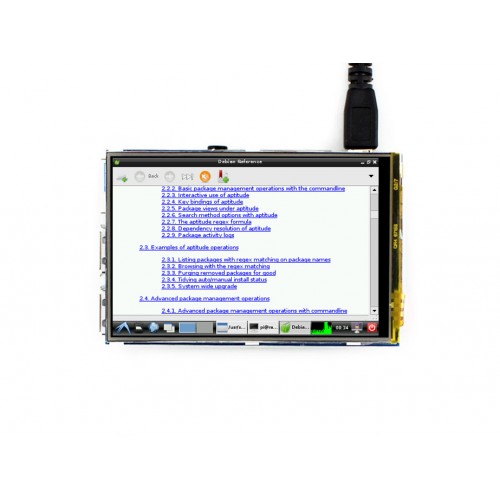 Debian Reference
Back
2.2.2. Basic package management operations with the commandline
2.2.3. Interactive use of aptitude
2.2.4. Key bindings of aptitude
2.2.5. Package views under aptitude
2.2.6. Search method options with aptitude
2.2.7. The aptitude regex formula
2.2.8. Dependency resolution of aptitude
2.2.9. Package activity logs
2.3. Examples of aptitude operations
2.3.1. Listing packages with regex matching on package names
2.3.2. Browsing with the regex matching
2.3.3. Purging removed packages for good
2.3.4. Tidying auto/manual install status
2.3.5. System wide upgrade
2.4. Advanced package management operations
2.4.1. Advanced package management operations with commandline
Debia...